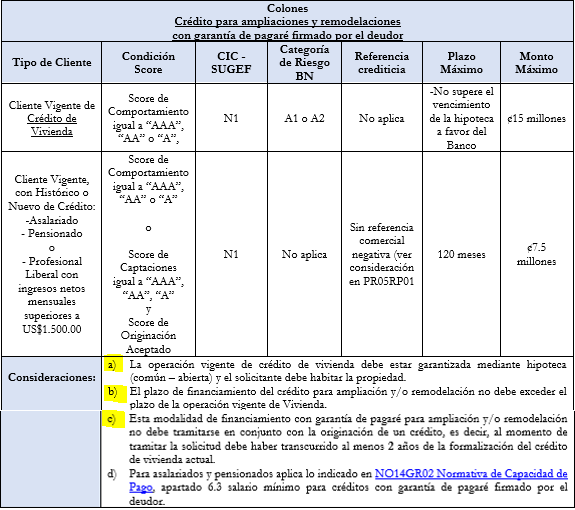 Colones
Crédito para ampliaciones y remodelaciones
con garantía de pagaré firmado por el deudor
Tipo de Cliente
Condición
Score
CIC -
SUGEF
Categoría
de Riesgo
BN
Referencia
crediticia
Plazo
Máximo
Monto
Máximo
Cliente Vigente de
Crédito de
Vivienda
Score de
Comportamiento
igual a “AAA”,
“AA” o “A”,
N1
A1 o A2
No aplica
-No supere el
vencimiento
de la hipoteca
a favor del
Banco
¢15 millones
Cliente Vigente,
con Histórico o
Nuevo de Crédito:
-Asalariado
- Pensionado
o
- Profesional
Liberal con
ingresos netos
mensuales
superiores a
US$1.500.00
Score de
Comportamiento
igual a “AAA”,
“AA” o “A”
o
Score de
Captaciones
igual a “AAA”,
“AA”, “A”
y
Score de
Originación
Aceptado
N1
No aplica
Sin referencia
comercial
negativa (ver
consideración
en PR05RP01
120 meses
¢7.5
millones
Consideraciones:
a) La operación vigente de crédito de vivienda debe estar garantizada mediante hipoteca
(común – abierta) y el solicitante debe habitar la propiedad.
b) El plazo de financiamiento del crédito para ampliación y/o remodelación no debe exceder el
plazo de la operación vigente de Vivienda.
c) Esta modalidad de financiamiento con garantía de pagaré para ampliación y/o remodelación
no debe tramitarse en conjunto con la originación de un crédito, es decir, al momento de
tramitar la solicitud debe haber transcurrido al menos 2 años de la formalización del crédito
de vivienda actual.
d) Para asalariados y pensionados aplica lo indicado en NO14GR02 Normativa de Capacidad de
Pago, apartado 6.3 salario mínimo para créditos con garantía de pagaré firmado por el
deudor.